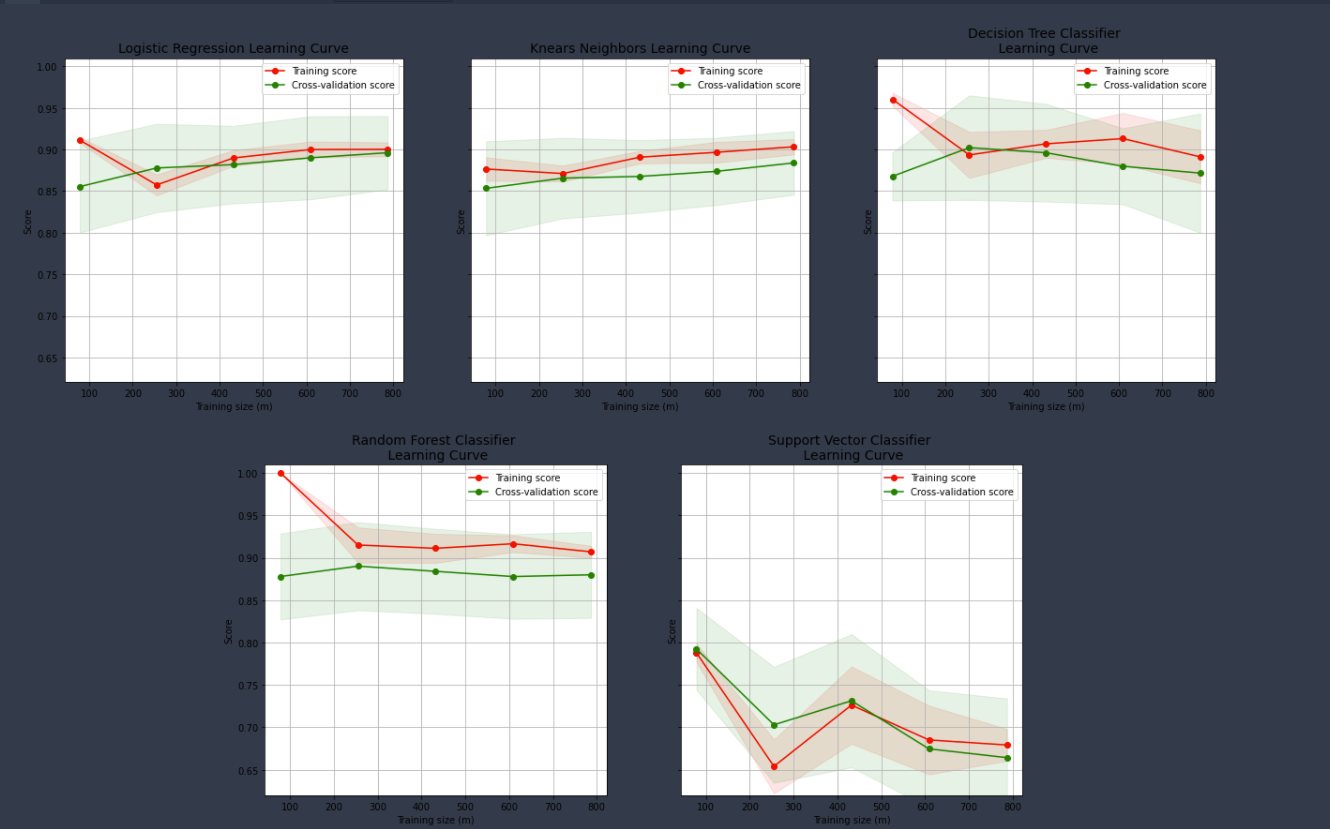 Logistic Regression Learning Curve
Training score
Cross-validation score
1.00
0.95
0.90
0.85
0.80
0.75
0.70
0.65
Score
100 200 300 400 500 600 700 800
Training size (m)
Knears Neighbors Learning Curve
Training score
Cross-validation score
Score
100 200 300 400 500 600 700 800
Training size (m)
Decision Tree Classifier
Learning Curve
Training score
Cross-validation score
Score
100 200 300 400 500 600 700 800
Training size (m)
Random Forest Classifier
Learning Curve
Training score
Cross-validation score
1.00
0.95
0.90
0.85
0.80
0.75
0.70
0.65
Score
100 200 300 400 500 600 700 800
Training size (m)
Support Vector Classifier
Learning Curve
Training score
Cross-validation score
Score
100 200 300 400 500 600 700 800
Training size (m)